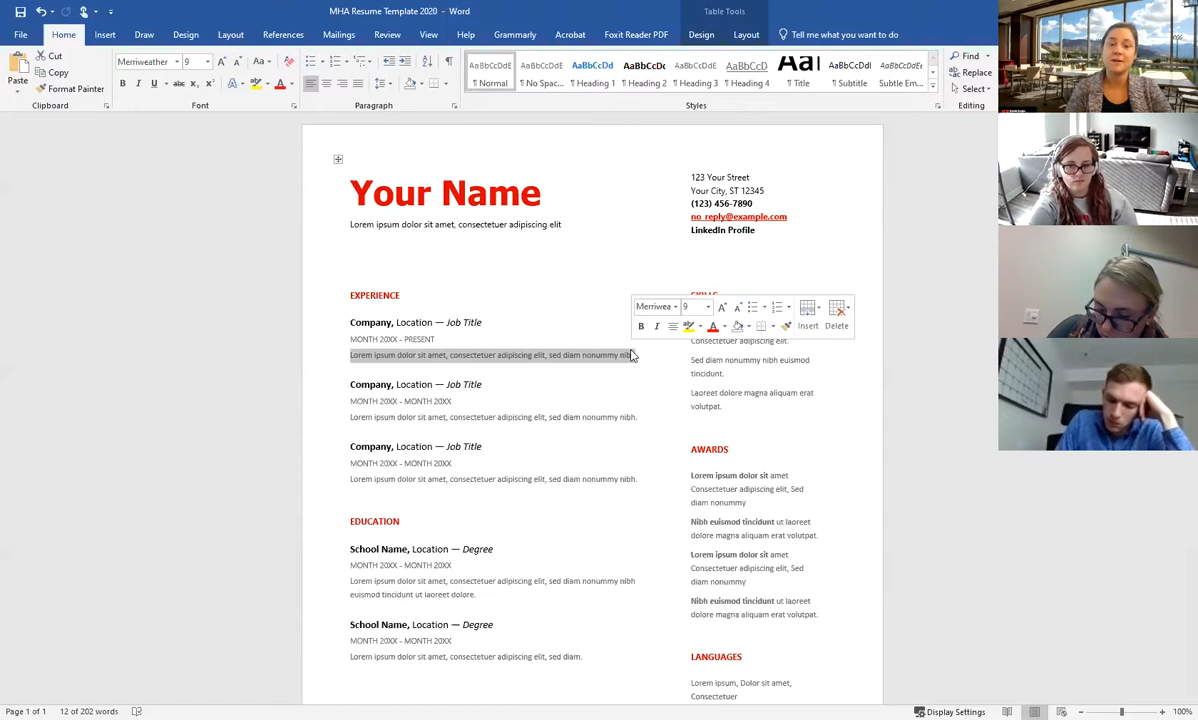 MHA Resume Template 2020 - Word
Table Tools
File Home Insert Draw Design Layout References Mailings Review View Help Grammarly Acrobat Foxit Reader PDF Design Layout Tell me what you want to do
Paste
Cut
Copy
Format Painter
Clipboard
Merriweather 9
Font
Paragraph
AaBbCcDdE AaBbCcDdE AaBbCcDd AaBbCcDc AaBbCcDdE AaBbCcD AaI AaBbCcDdI AaBbCcDdEe
¶ Normal ¶ No Spac... ¶ Heading 1 ¶ Heading 2 ¶ Heading 3 ¶ Heading 4 ¶ Title ¶ Subtitle Subtle Em...
Styles
Find
Replace
Select
Editing
Your Name
Lorem ipsum dolor sit amet, consectetuer adipiscing elit
123 Your Street
Your City, ST 12345
(123) 456-7890
no_reply@example.com
LinkedIn Profile
EXPERIENCE
Company, Location — Job Title
MONTH 20XX - PRESENT
Lorem ipsum dolor sit amet, consectetuer adipiscing elit, sed diam nonummy nib
Company, Location — Job Title
MONTH 20XX - MONTH 20XX
Lorem ipsum dolor sit amet, consectetuer adipiscing elit, sed diam nonummy nibh.
Company, Location — Job Title
MONTH 20XX - MONTH 20XX
Lorem ipsum dolor sit amet, consectetuer adipiscing elit, sed diam nonummy nibh.
EDUCATION
School Name, Location — Degree
MONTH 20XX - MONTH 20XX
Lorem ipsum dolor sit amet, consectetuer adipiscing elit, sed diam nonummy nibh
euismod tincidunt ut laoreet dolore.
School Name, Location — Degree
MONTH 20XX - MONTH 20XX
Lorem ipsum dolor sit amet, consectetuer adipiscing elit, sed diam.
SKILLS
Merriwea 9
Insert Delete
Consectetuer adipiscing elit.
Sed diam nonummy nibh euismod
tincidunt.
Laoreet dolore magna aliquam erat
volutpat.
AWARDS
Lorem ipsum dolor sit amet
Consectetuer adipiscing elit, Sed
diam nonummy
Nibh euismod tincidunt ut laoreet
dolore magna aliquam erat volutpat.
Lorem ipsum dolor sit amet
Consectetuer adipiscing elit, Sed
diam nonummy
Nibh euismod tincidunt ut laoreet
dolore magna aliquam erat volutpat.
LANGUAGES
Lorem ipsum, Dolor sit amet,
Consectetuer
Page 1 of 1 12 of 202 words
Display Settings 100%